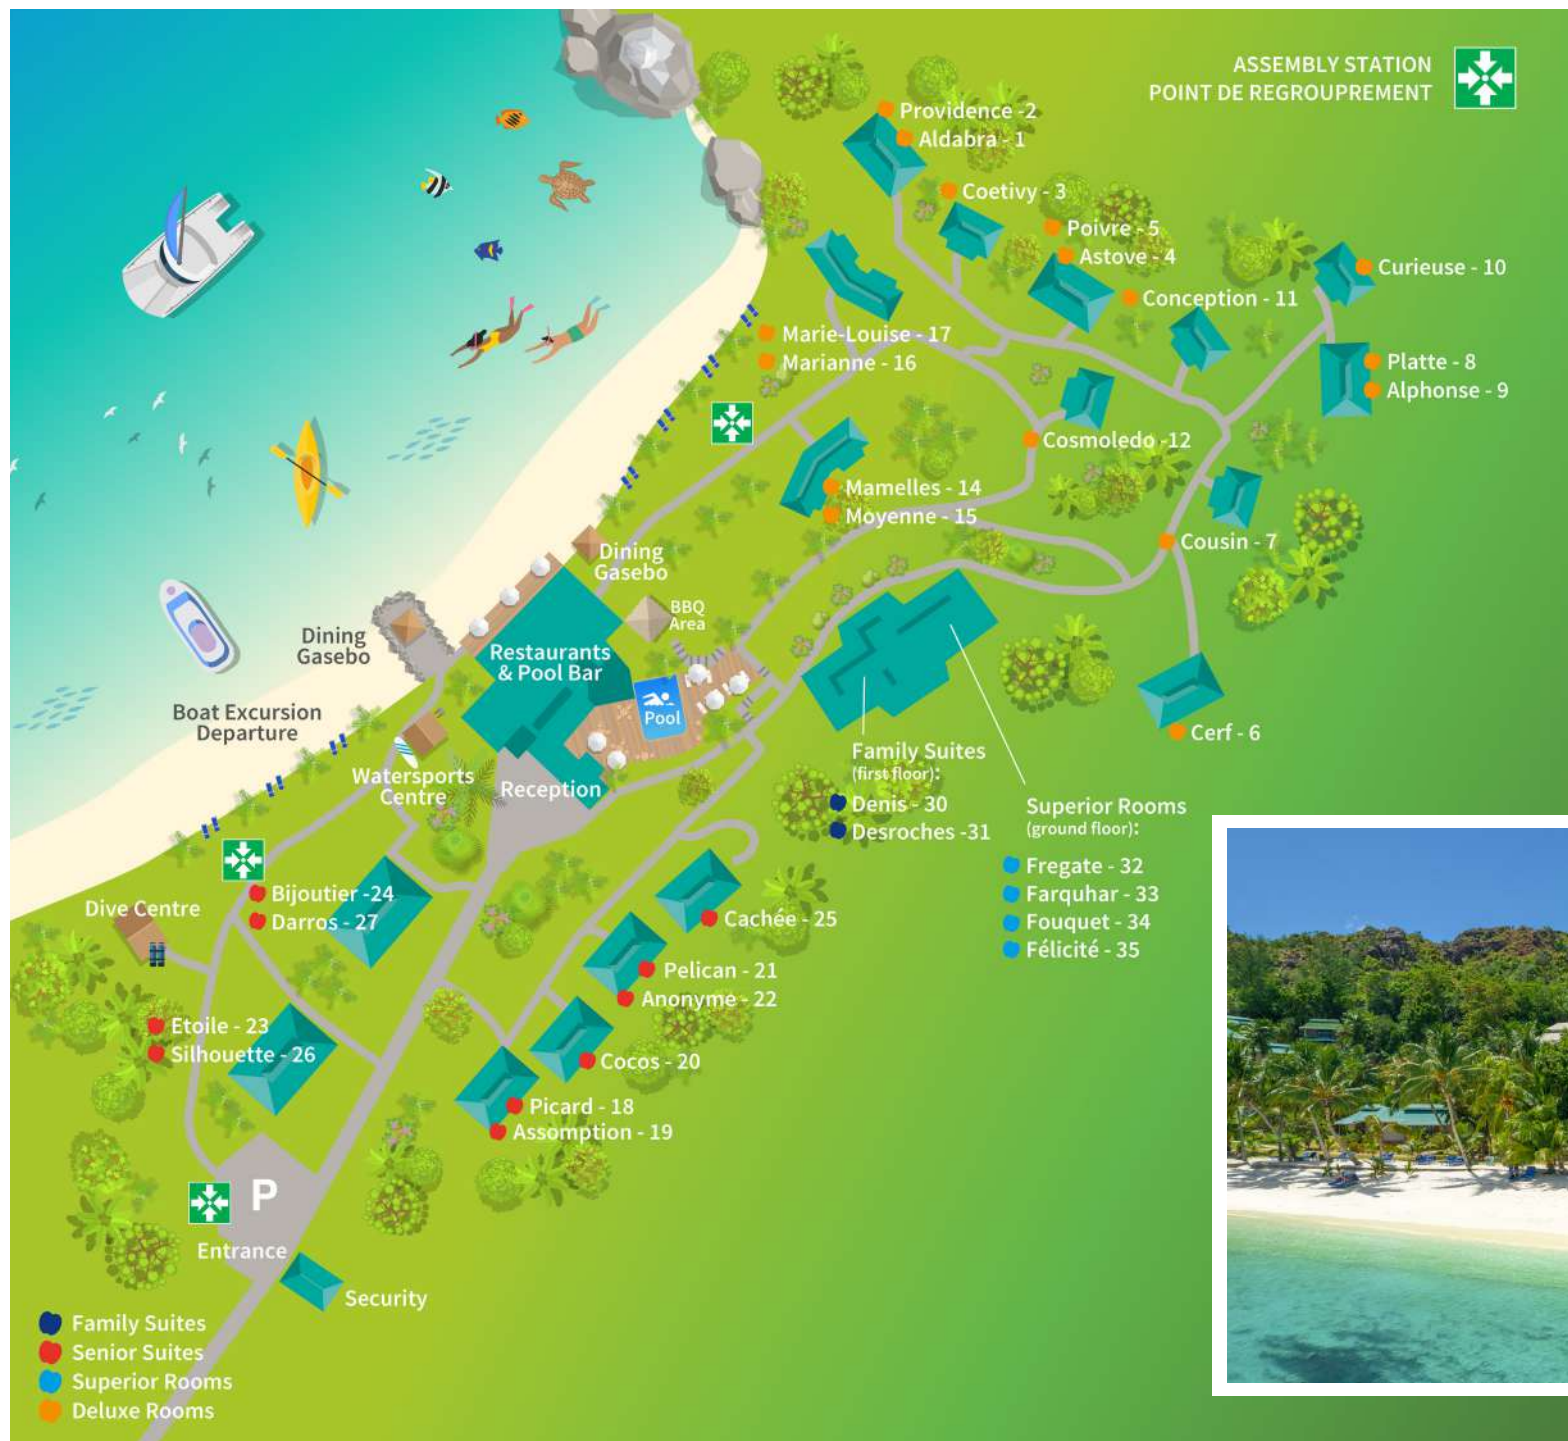 ASSEMBLY STATION
POINT DE REGROUPREMENT
Providence -2
Aldabra - 1
Coetivy - 3
Poivre - 5
Astove - 4
Curieuse - 10
Conception - 11
Marie-Louise - 17
Marianne - 16
Platte - 8
Alphonse - 9
Cosmoledo -12
Mamelles - 14
Moyenne - 15
Cousin - 7
Dining
Gasebo
BBQ
Area
Dining
Gasebo
Restaurants
& Pool Bar
Pool
Boat Excursion
Departure
Cerf - 6
Watersports
Centre
Reception
Family Suites
(first floor):
Denis - 30
Desroches -31
Superior Rooms
(ground floor):
Fregate - 32
Farquhar - 33
Fouquet - 34
Félicité - 35
Bijoutier -24
Darros - 27
Dive Centre
Cachée - 25
Pelican - 21
Anonyme - 22
Etoile - 23
Silhouette - 26
Cocos - 20
Picard - 18
Assomption - 19
P
Entrance
Security
Family Suites
Senior Suites
Superior Rooms
Deluxe Rooms